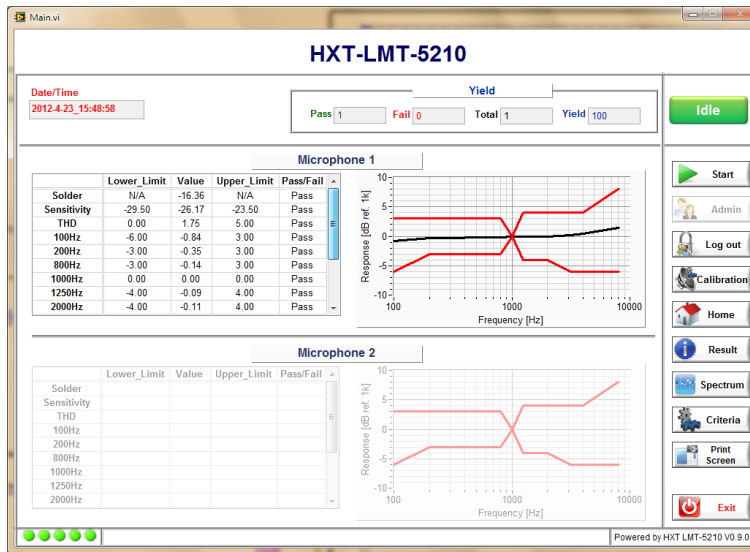 Main.vi
HXT-LMT-5210
Date/Time
2012-4-23_15:48:58
Yield
Pass 1 Fail 0 Total 1 Yield 100
Idle
Microphone 1
Lower_Limit Value Upper_Limit Pass/Fail
Solder N/A -16.36 N/A Pass
Sensitivity -29.50 -26.17 -23.50 Pass
THD 0.00 1.75 5.00 Pass
100Hz -6.00 -0.84 3.00 Pass
200Hz -3.00 -0.35 3.00 Pass
800Hz -3.00 -0.14 3.00 Pass
1000Hz 0.00 0.00 0.00 Pass
1250Hz -4.00 -0.09 4.00 Pass
2000Hz -4.00 -0.11 4.00 Pass
Response [dB ref. 1k]
10
5
0
-5
-10
100 1000 10000
Frequency [Hz]
Microphone 2
Lower_Limit Value Upper_Limit Pass/Fail
Solder
Sensitivity
THD
100Hz
200Hz
800Hz
1000Hz
1250Hz
2000Hz
Response [dB ref. 1k]
10
5
0
-5
-10
100 1000 10000
Frequency [Hz]
Start
Admin
Log out
Calibration
Home
Result
Spectrum
Criteria
Print
Screen
Exit
Powered by HXT LMT-5210 V0.9.0